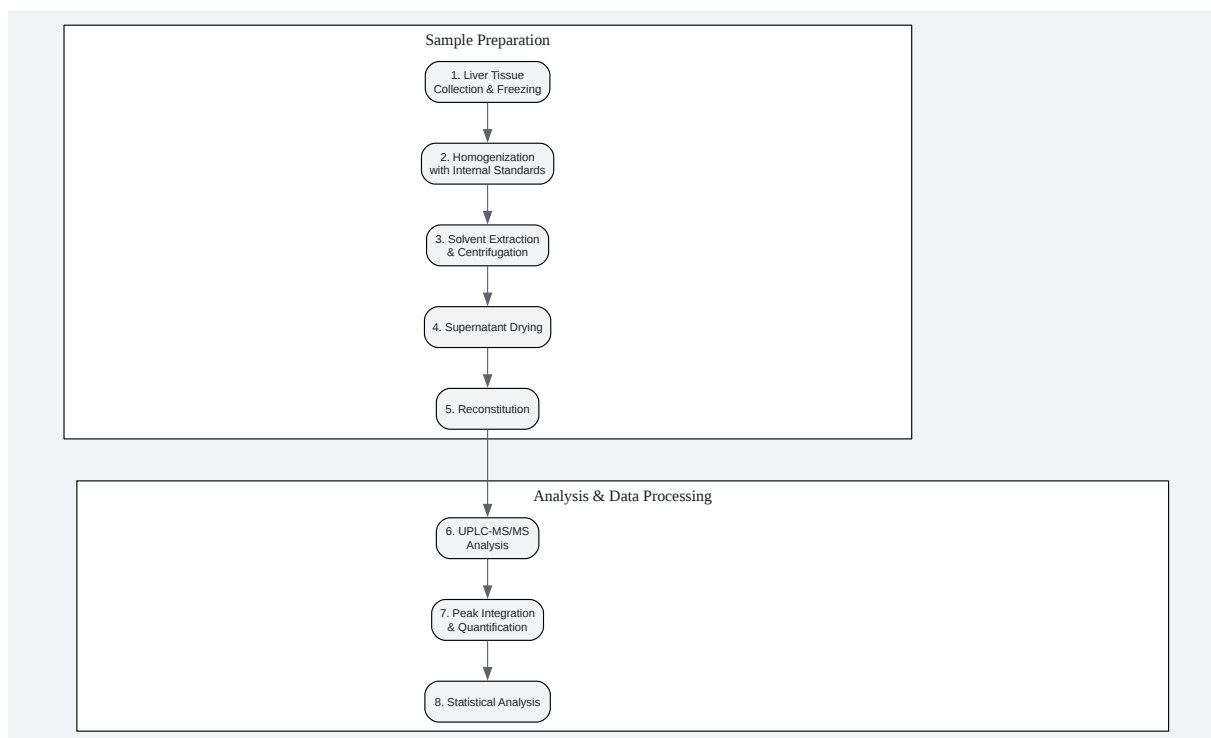 Sample Preparation
1. Liver Tissue
Collection & Freezing
2. Homogenization
with Internal Standards
3. Solvent Extraction
& Centrifugation
4. Supernatant Drying
5. Reconstitution
Analysis & Data Processing
6. UPLC-MS/MS
Analysis
7. Peak Integration
& Quantification
8. Statistical Analysis